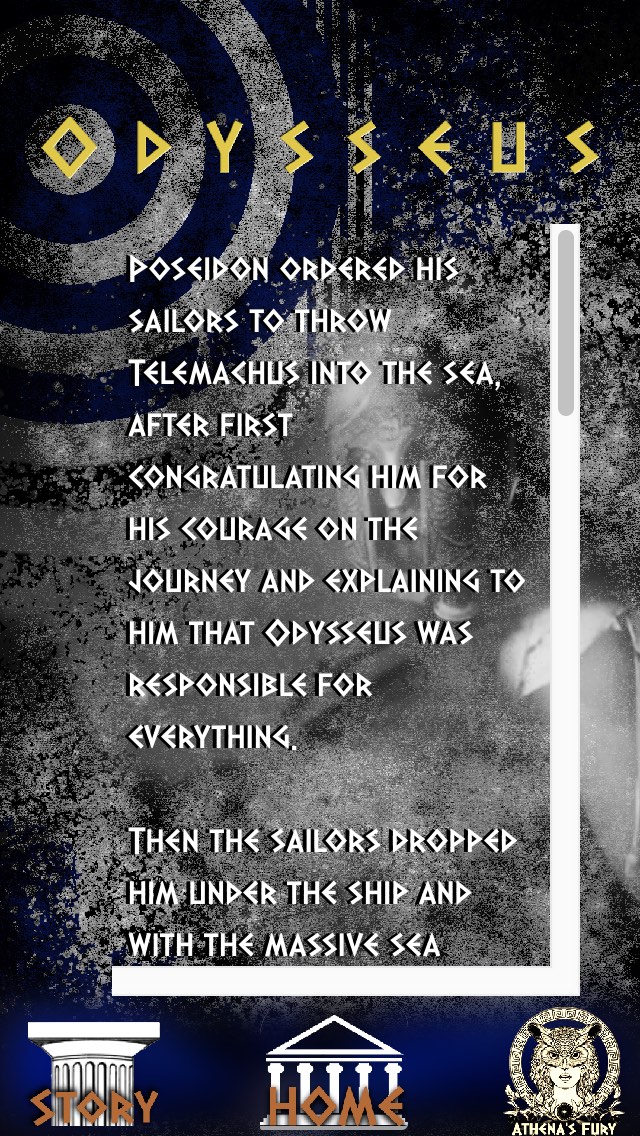 Odysseus
Poseidon ordered his
sailors to throw
Telemachus into the sea,
after first
congratulating him for
his courage on the
journey and explaining to
him that Odysseus was
responsible for
everything.
Then the sailors dropped
him under the ship and
with the massive sea
STORY
HOME
ATHENA'S FURY